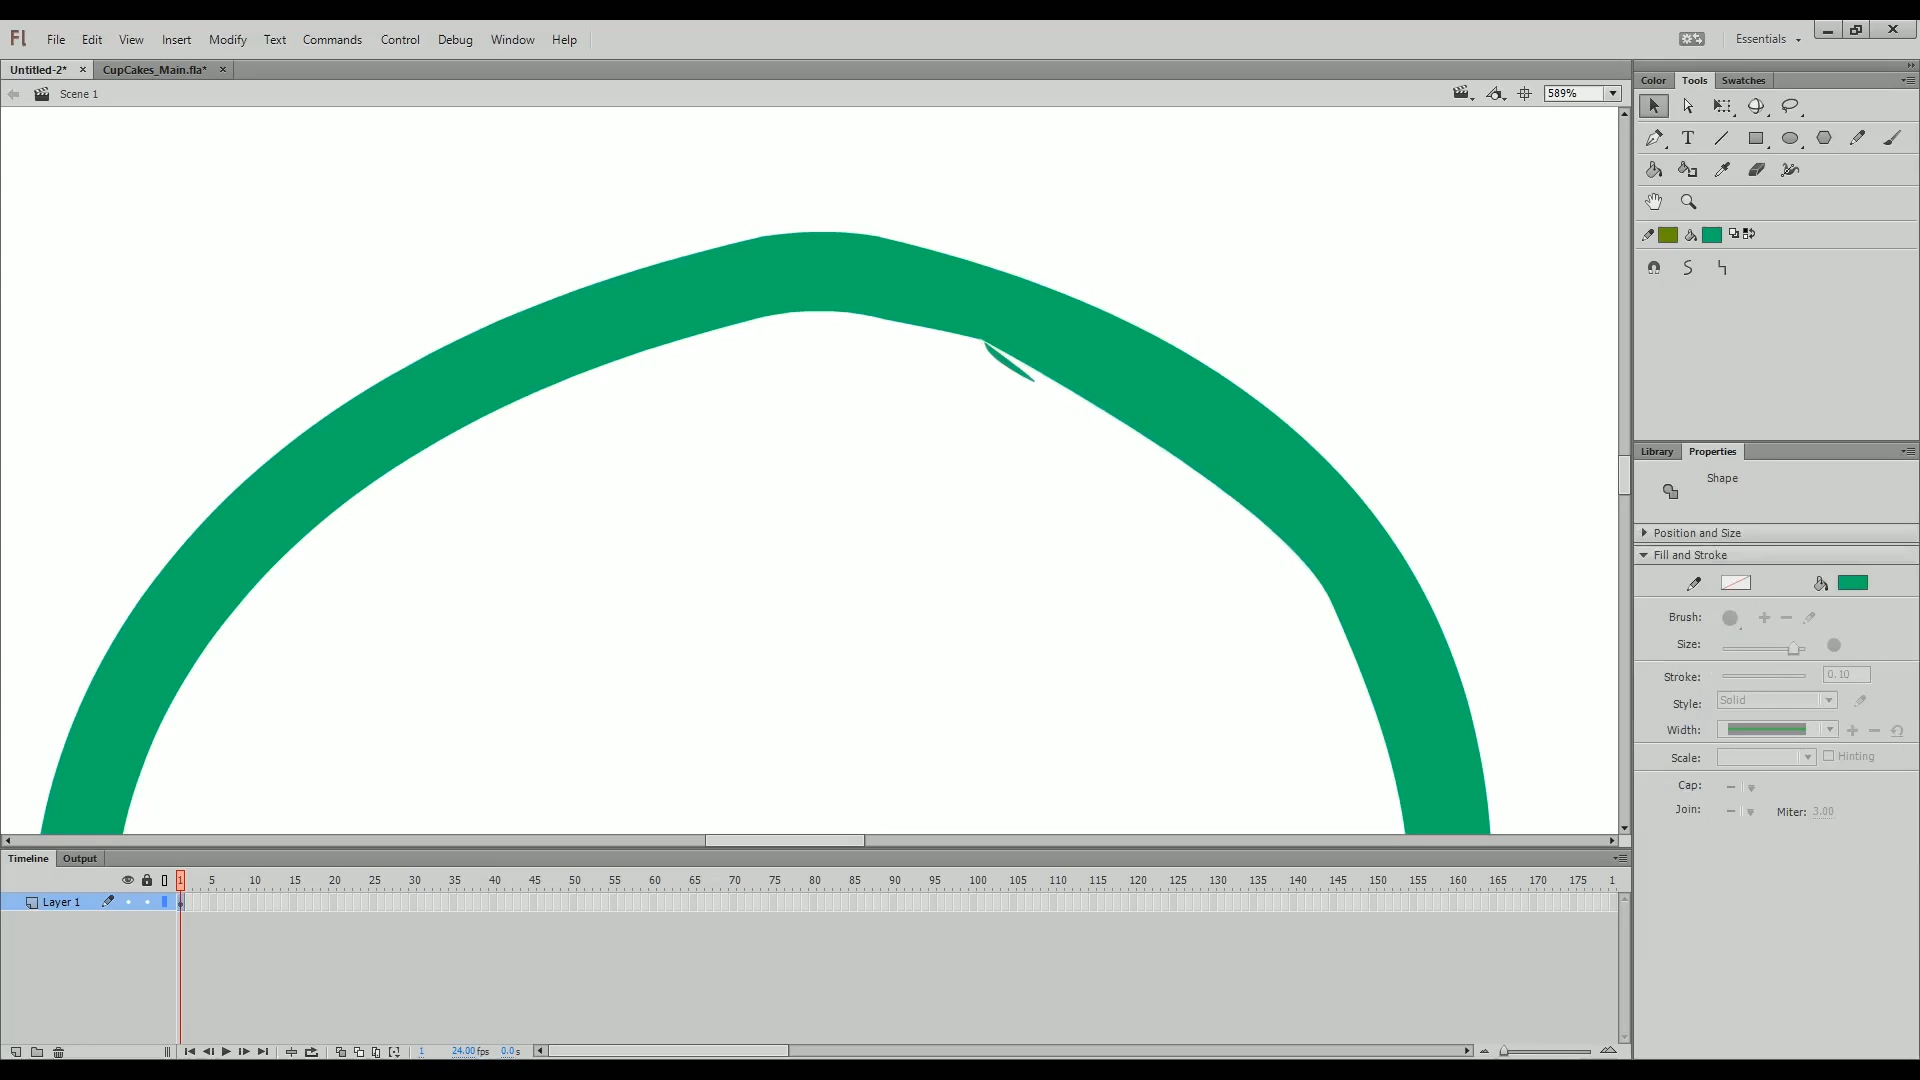 Fl File Edit View Insert Modify Text Commands Control Debug Window Help Essentials
Untitled-2* × CupCakes_Main.fla* ×
Scene 1 589%
Color Tools Swatches
Library Properties
Shape
Position and Size
Fill and Stroke
Brush:
Size:
Stroke: 0.10
Style: Solid
Width:
Scale: Hinting
Cap:
Join: Miter: 3.00
Timeline Output
1 5 10 15 20 25 30 35 40 45 50 55 60 65 70 75 80 85 90 95 100 105 110 115 120 125 130 135 140 145 150 155 160 165 170 175 1
Layer 1
1 24.00 fps 0.0 s